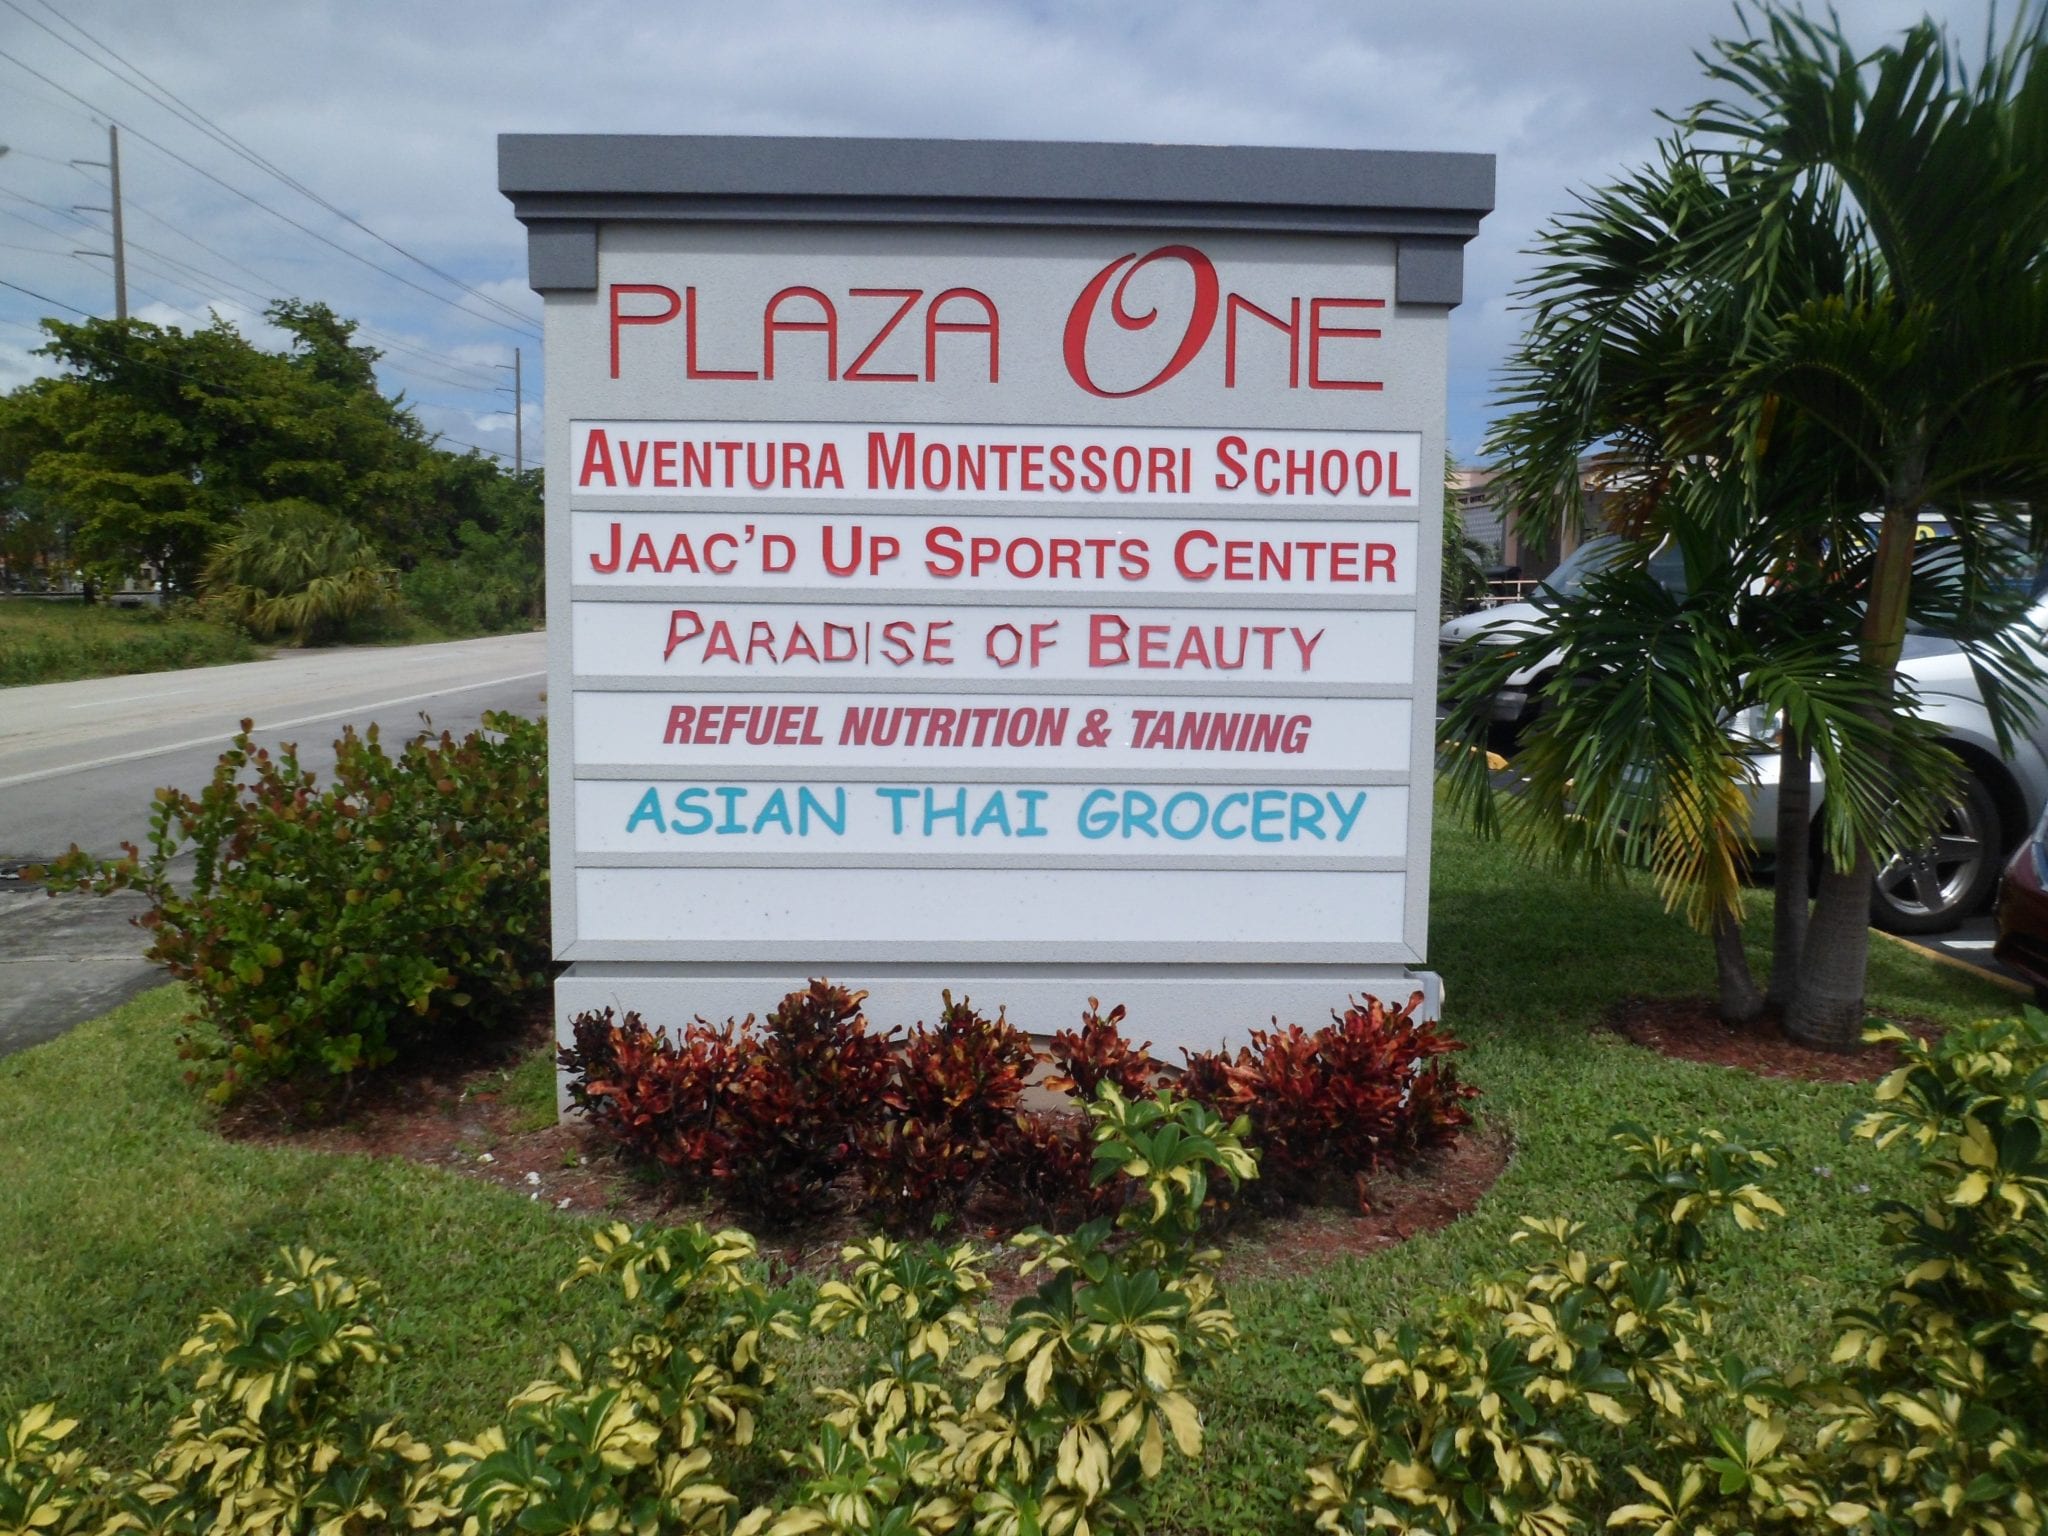 PLAZA ONE
AVENTURA MONTESSORI SCHOOL
JAAC'D UP SPORTS CENTER
PARADISE OF BEAUTY
REFUEL NUTRITION & TANNING
ASIAN THAI GROCERY